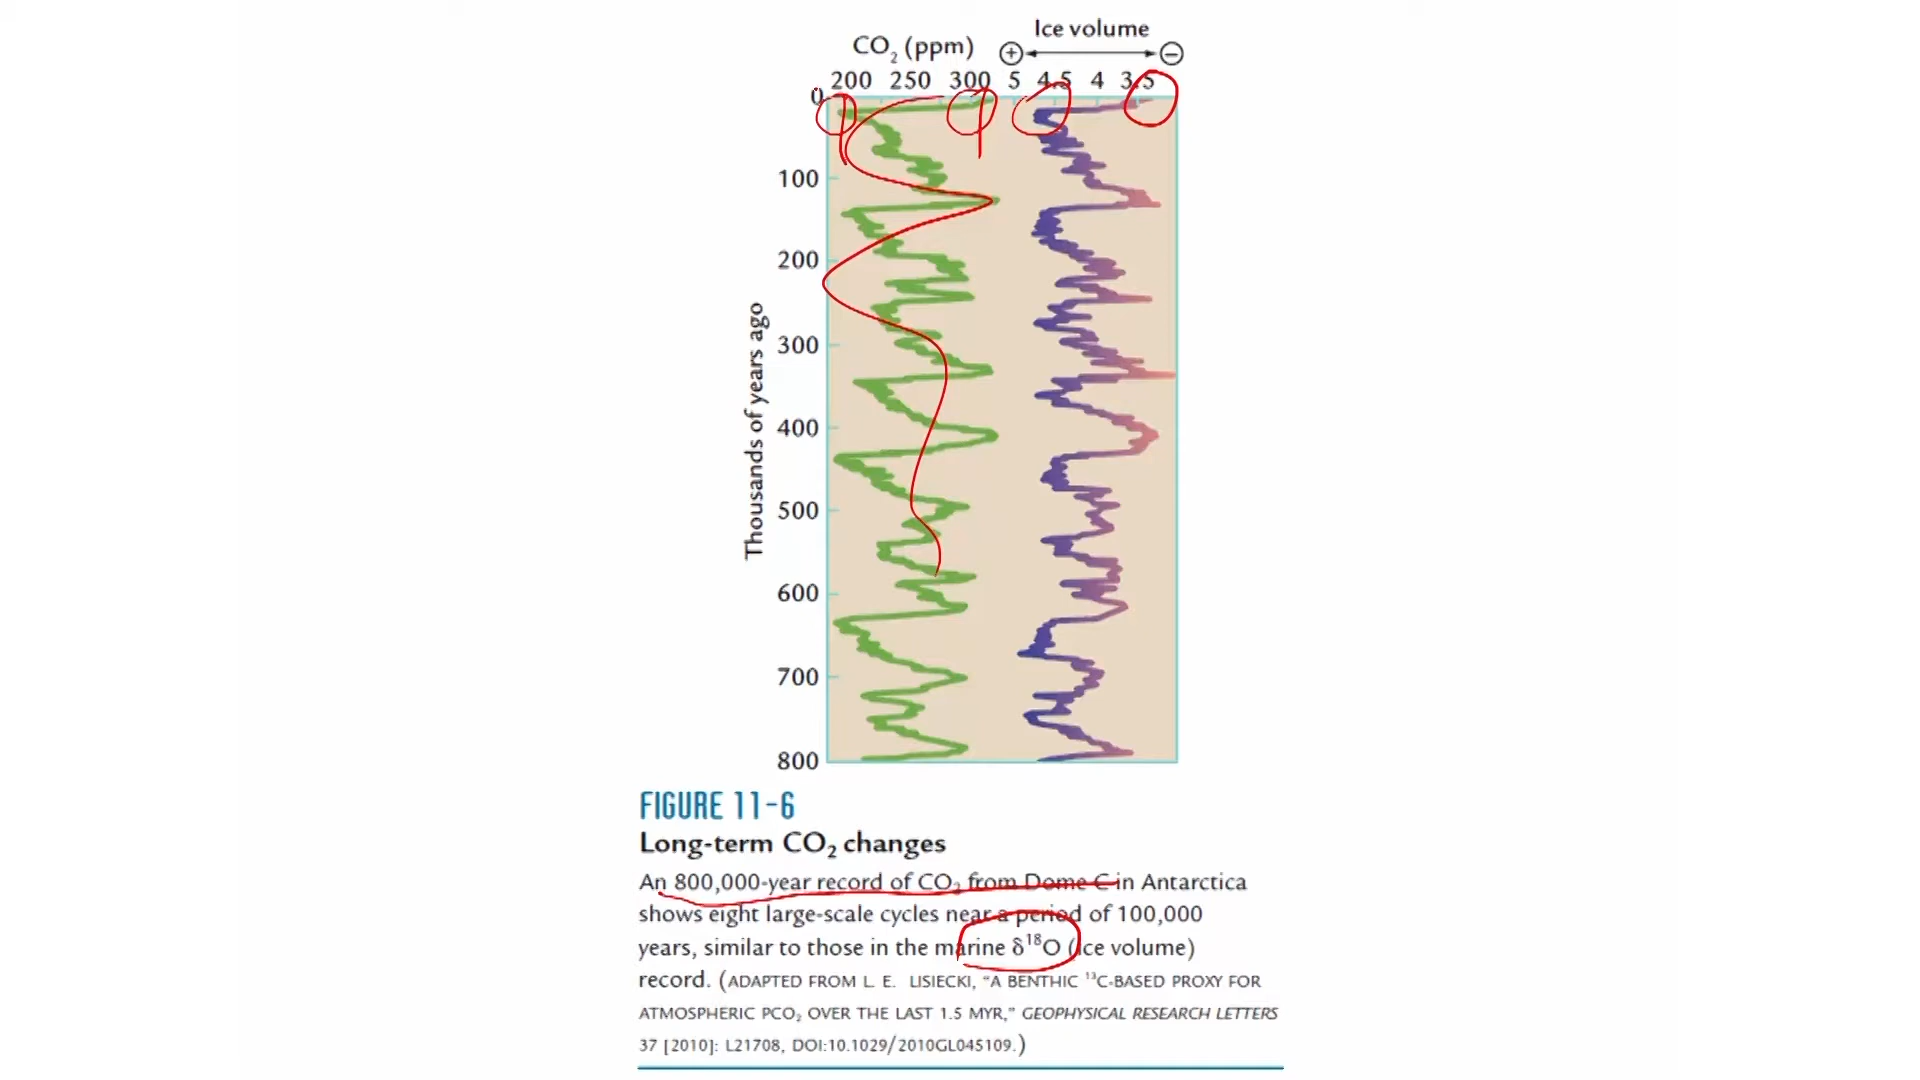 Ice volume
CO₂ (ppm) + −
200 250 300 5 4.5 4 3.5
0
100
200
300
400
500
600
700
800
Thousands of years ago
FIGURE 11-6
Long-term CO₂ changes
An 800,000-year record of CO₂ from Dome C in Antarctica
shows eight large-scale cycles near a period of 100,000
years, similar to those in the marine δ¹⁸O (ice volume)
record. (ADAPTED FROM L. E. LISIECKI, “A BENTHIC ¹³C-BASED PROXY FOR
ATMOSPHERIC PCO₂ OVER THE LAST 1.5 MYR,” GEOPHYSICAL RESEARCH LETTERS
37 [2010]: L21708, DOI:10.1029/2010GL045109.)